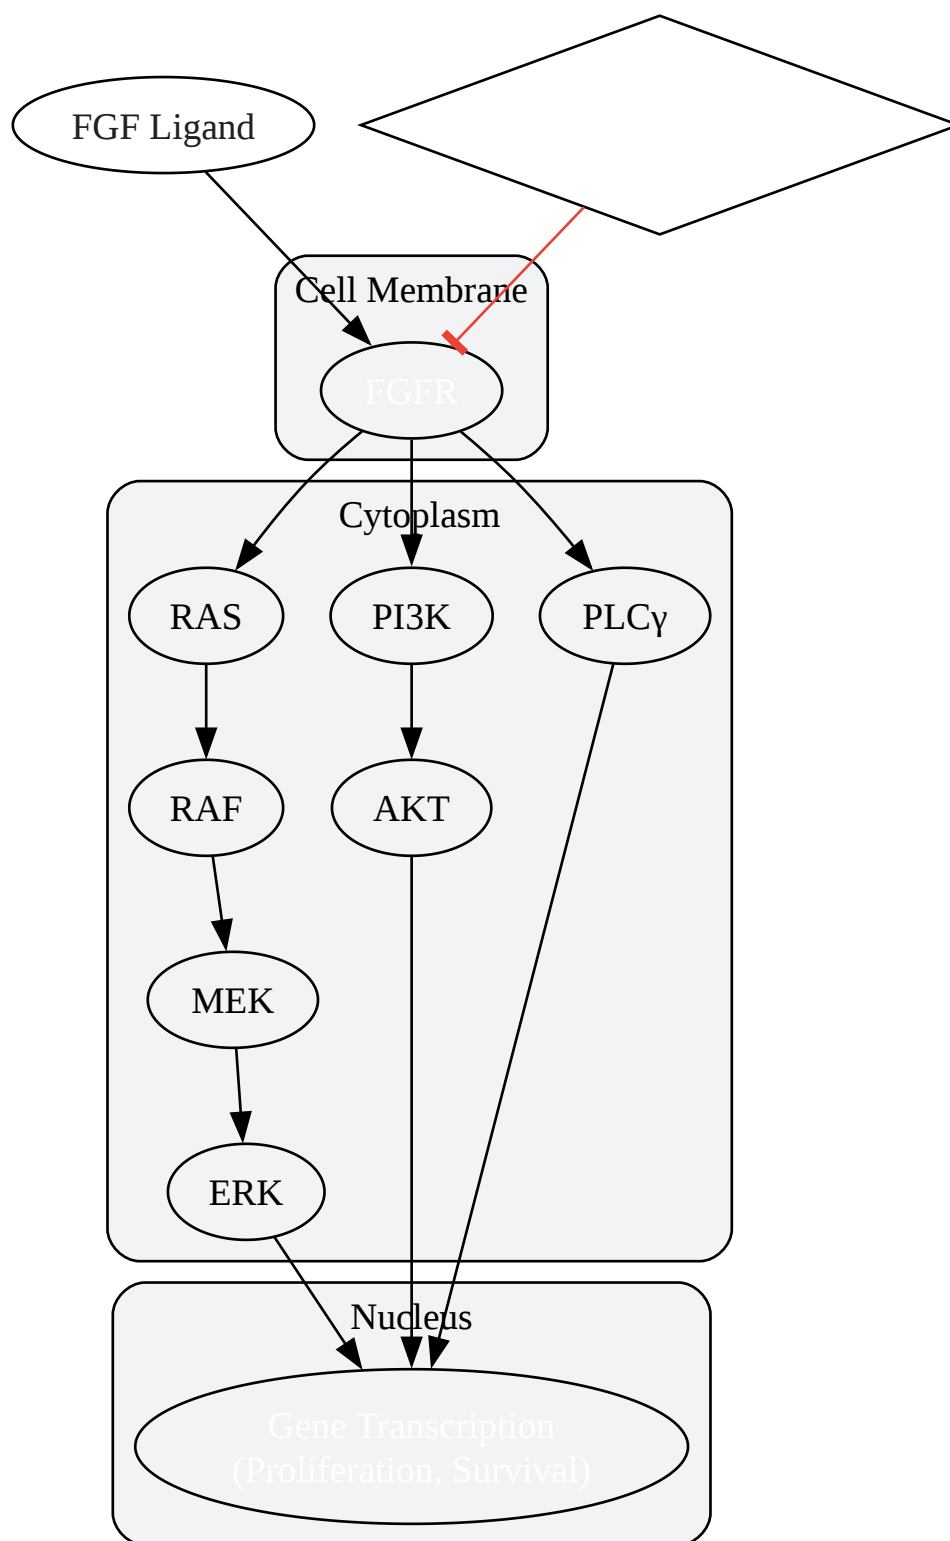 FGF Ligand
Cell Membrane
FGFR
Cytoplasm
RAS
PI3K
PLCγ
RAF
AKT
MEK
ERK
Nucleus
Gene Transcription
(Proliferation, Survival)